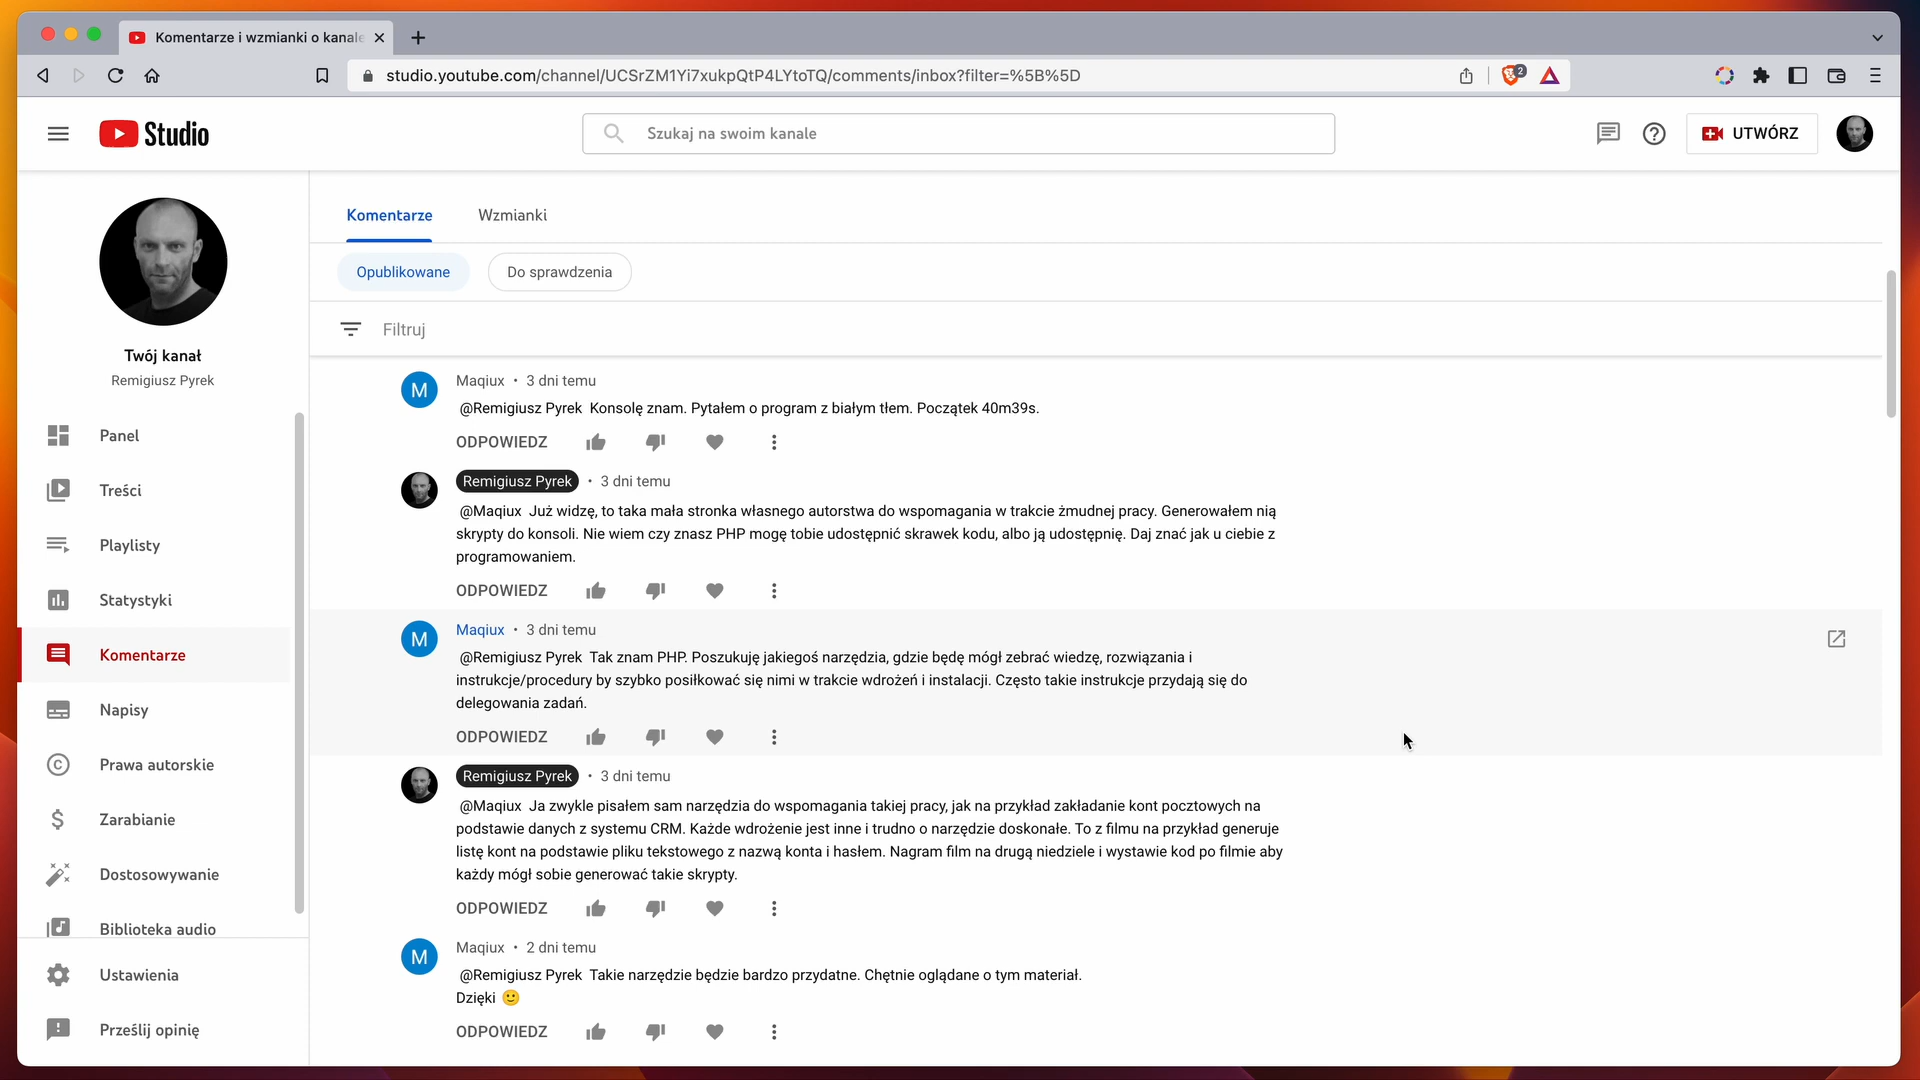 Komentarze i wzmianki o kanale
studio.youtube.com/channel/UCSrZM1Yi7xukpQtP4LYtoTQ/comments/inbox?filter=%5B%5D
2
Studio
Szukaj na swoim kanale
UTWÓRZ
Twój kanał
Remigiusz Pyrek
Panel
Treści
Playlisty
Statystyki
Komentarze
Napisy
Prawa autorskie
Zarabianie
Dostosowywanie
Biblioteka audio
Ustawienia
Prześlij opinię
Komentarze
Wzmianki
Opublikowane
Do sprawdzenia
Filtruj
M
Maqiux • 3 dni temu
@Remigiusz Pyrek Konsolę znam. Pytałem o program z białym tłem. Początek 40m39s.
ODPOWIEDZ
Remigiusz Pyrek • 3 dni temu
@Maqiux Już widzę, to taka mała stronka własnego autorstwa do wspomagania w trakcie żmudnej pracy. Generowałem nią
skrypty do konsoli. Nie wiem czy znasz PHP mogę tobie udostępnić skrawek kodu, albo ją udostępnię. Daj znać jak u ciebie z
programowaniem.
ODPOWIEDZ
M
Maqiux • 3 dni temu
@Remigiusz Pyrek Tak znam PHP. Poszukuję jakiegoś narzędzia, gdzie będę mógł zebrać wiedzę, rozwiązania i
instrukcje/procedury by szybko posiłkować się nimi w trakcie wdrożeń i instalacji. Często takie instrukcje przydają się do
delegowania zadań.
ODPOWIEDZ
Remigiusz Pyrek • 3 dni temu
@Maqiux Ja zwykle pisałem sam narzędzia do wspomagania takiej pracy, jak na przykład zakładanie kont pocztowych na
podstawie danych z systemu CRM. Każde wdrożenie jest inne i trudno o narzędzie doskonałe. To z filmu na przykład generuje
listę kont na podstawie pliku tekstowego z nazwą konta i hasłem. Nagram film na drugą niedziele i wystawie kod po filmie aby
każdy mógł sobie generować takie skrypty.
ODPOWIEDZ
M
Maqiux • 2 dni temu
@Remigiusz Pyrek Takie narzędzie będzie bardzo przydatne. Chętnie oglądane o tym materiał.
Dzięki 🙂
ODPOWIEDZ